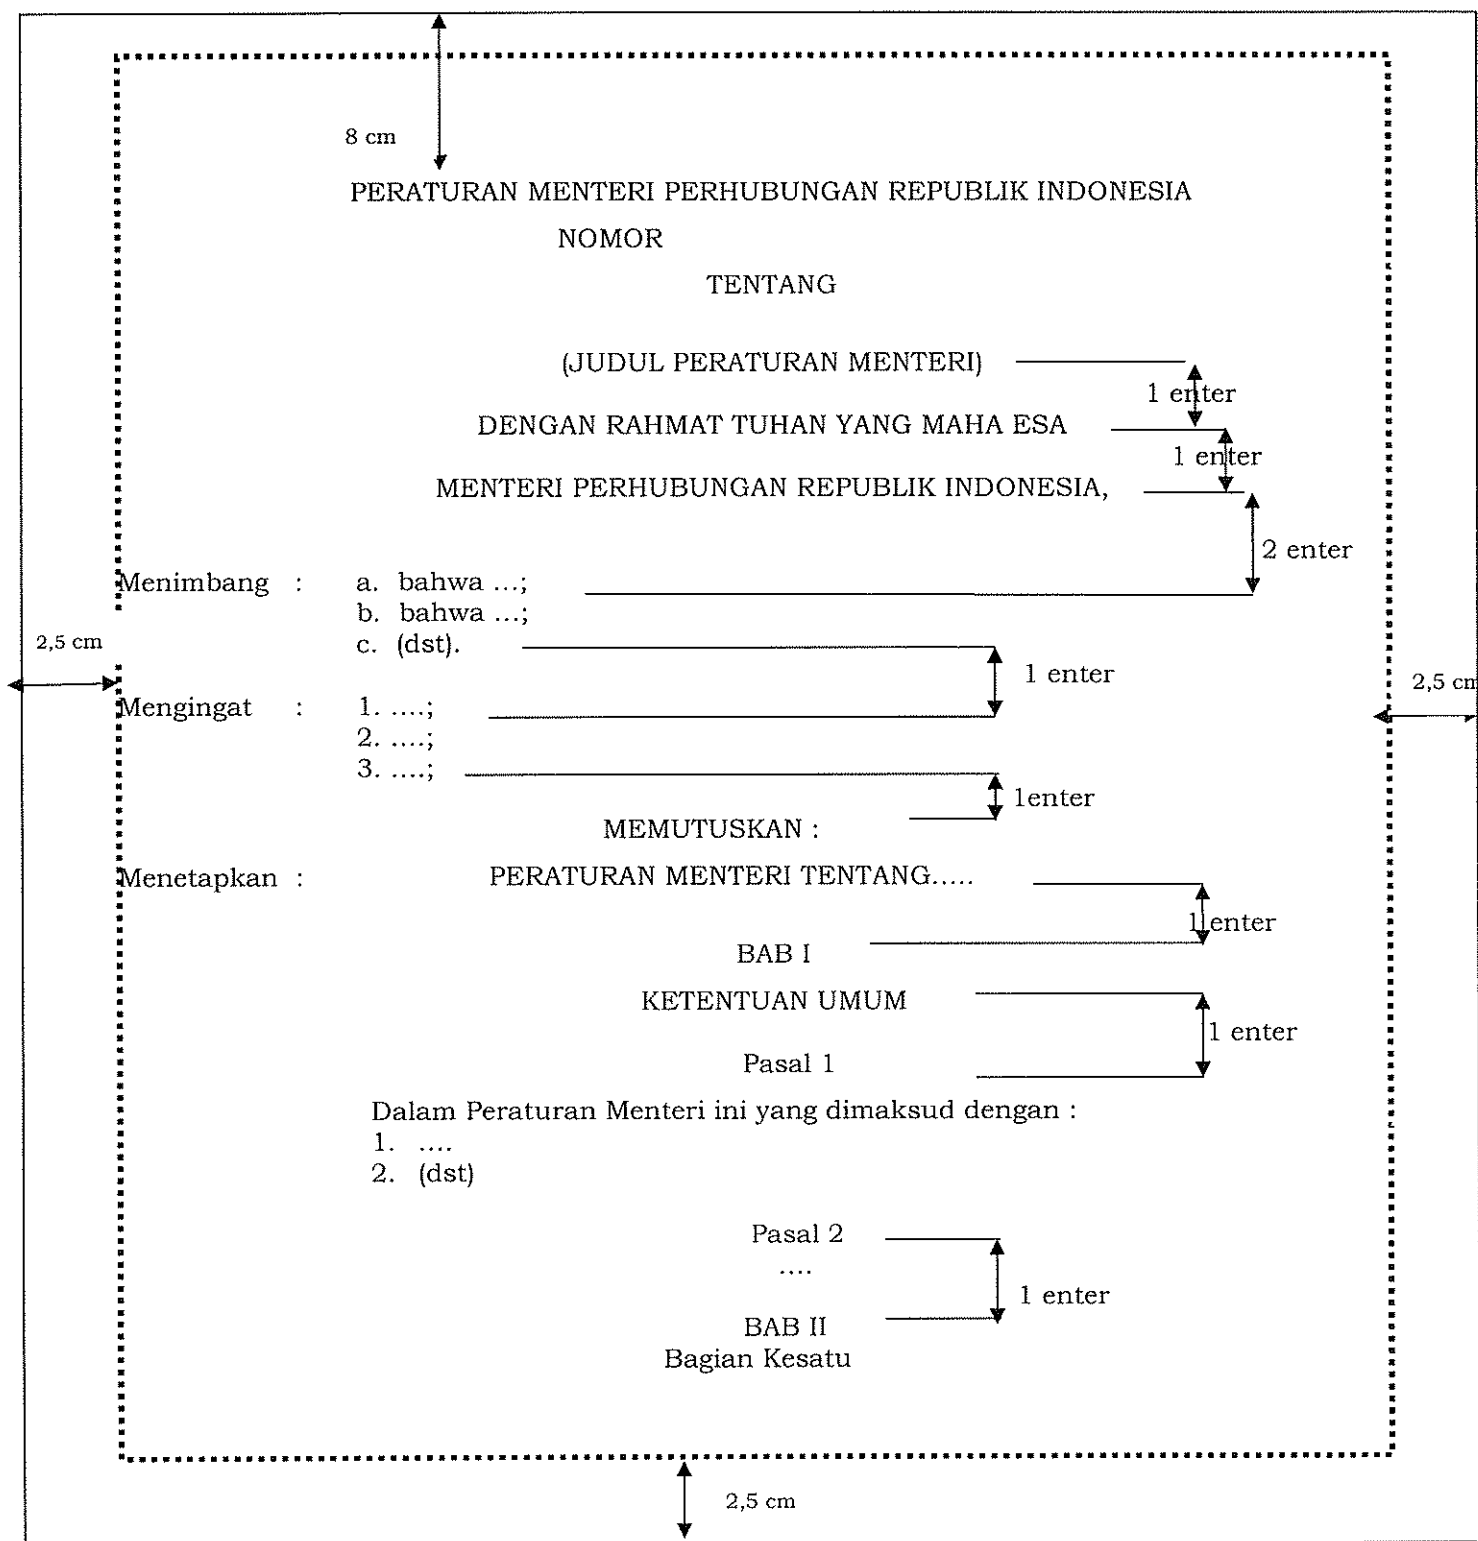 8 cm
PERATURAN MENTERI PERHUBUNGAN REPUBLIK INDONESIA
NOMOR
TENTANG
(JUDUL PERATURAN MENTERI)
1 enter
DENGAN RAHMAT TUHAN YANG MAHA ESA
1 enter
MENTERI PERHUBUNGAN REPUBLIK INDONESIA,
2 enter
Menimbang : a. bahwa ...;
b. bahwa ...;
2,5 cm
c. (dst).
1 enter
2,5 cm
Mengingat : 1. ....;
2. ....;
3. ....;
1enter
MEMUTUSKAN :
Menetapkan : PERATURAN MENTERI TENTANG.....
1 enter
BAB I
KETENTUAN UMUM
1 enter
Pasal 1
Dalam Peraturan Menteri ini yang dimaksud dengan :
1. ....
2. (dst)
Pasal 2
....
1 enter
BAB II
Bagian Kesatu
2,5 cm